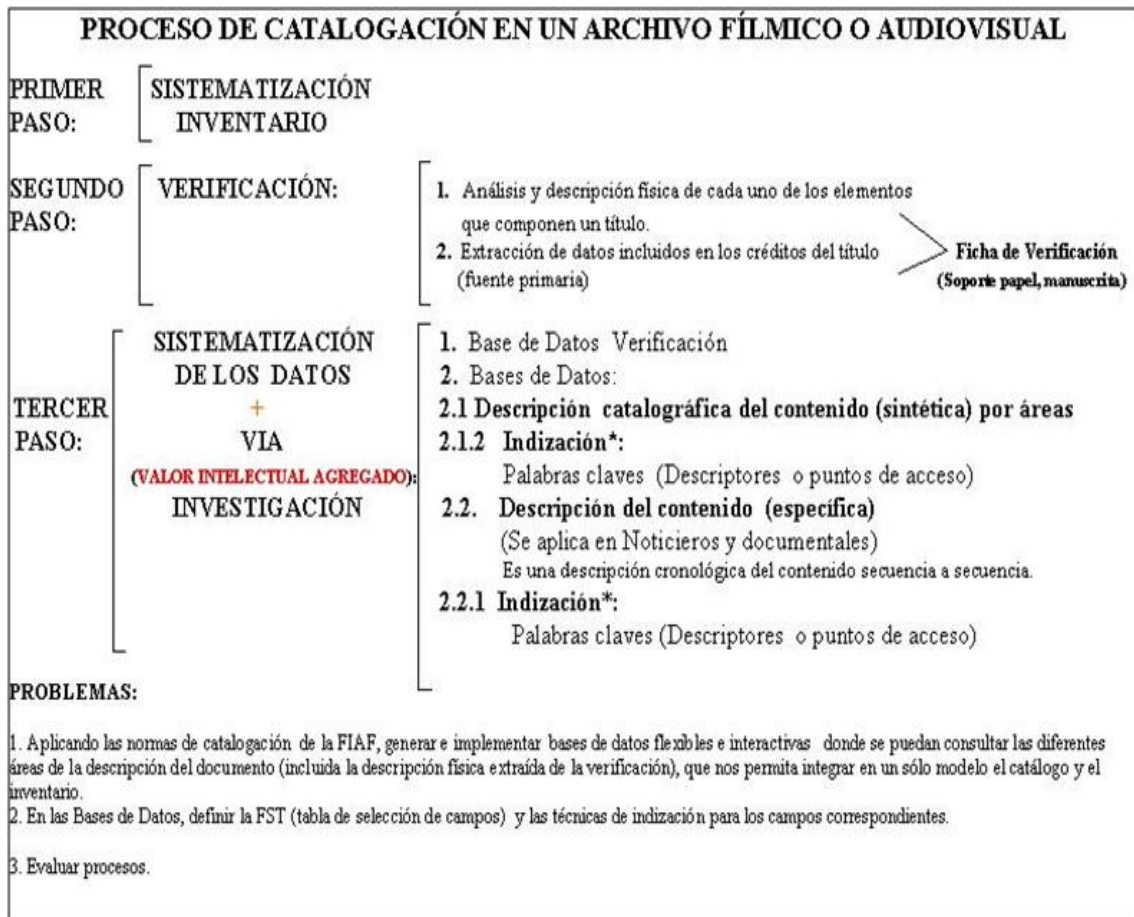 PROCESO DE CATALOGACIÓN EN UN ARCHIVO FÍLMICO O AUDIOVISUAL
PRIMER PASO:
SISTEMATIZACIÓN
INVENTARIO
SEGUNDO PASO:
VERIFICACIÓN:
1. Análisis y descripción física de cada uno de los elementos
que componen un título.
2. Extracción de datos incluidos en los créditos del título
(fuente primaria)
Ficha de Verificación
(Soporte papel, manuscrita)
TERCER PASO:
SISTEMATIZACIÓN
DE LOS DATOS
+
VIA
(VALOR INTELECTUAL AGREGADO):
INVESTIGACIÓN
1. Base de Datos Verificación
2. Bases de Datos:
2.1 Descripción catalográfica del contenido (sintética) por áreas
2.1.2 Indización*:
Palabras claves (Descriptores o puntos de acceso)
2.2. Descripción del contenido (específica)
(Se aplica en Noticieros y documentales)
Es una descripción cronológica del contenido secuencia a secuencia.
2.2.1 Indización*:
Palabras claves (Descriptores o puntos de acceso)
PROBLEMAS:
1. Aplicando las normas de catalogación de la FIAF, generar e implementar bases de datos flexibles e interactivas donde se puedan consultar las diferentes
áreas de la descripción del documento (incluida la descripción física extraída de la verificación), que nos permita integrar en un sólo modelo el catálogo y el
inventario.
2. En las Bases de Datos, definir la FST (tabla de selección de campos) y las técnicas de indización para los campos correspondientes.
3. Evaluar procesos.